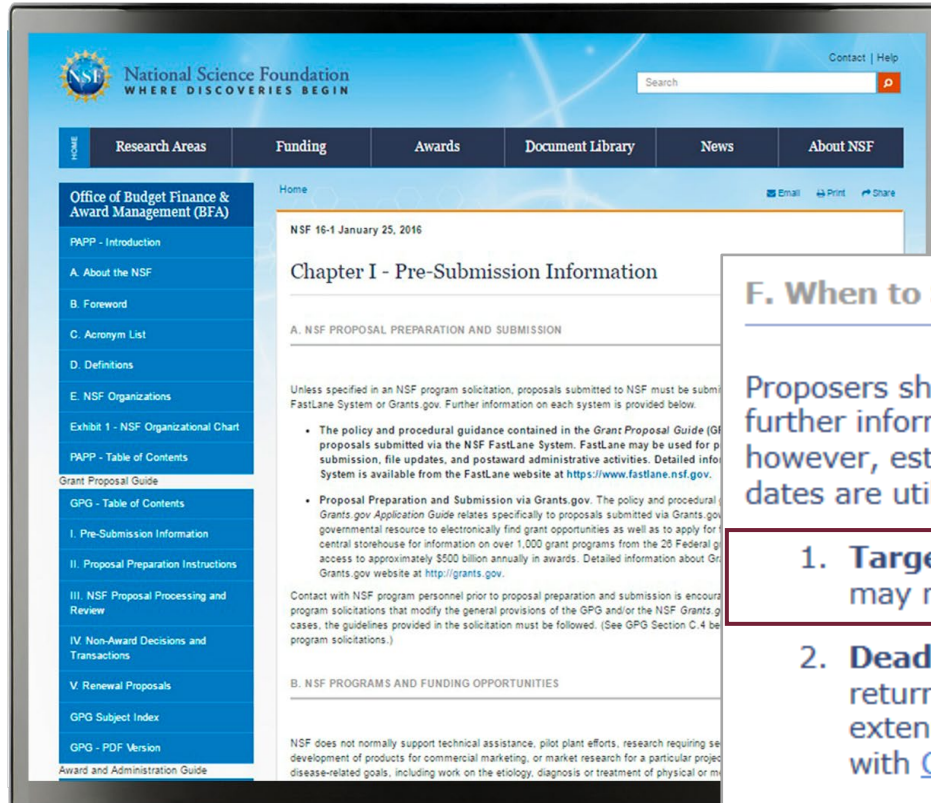 National Science Foundation
WHERE DISCOVERIES BEGIN
Contact | Help
Search
HOME
Research Areas
Funding
Awards
Document Library
News
About NSF
Office of Budget Finance &
Award Management (BFA)
PAPP - Introduction
A. About the NSF
B. Foreword
C. Acronym List
D. Definitions
E. NSF Organizations
Exhibit 1 - NSF Organizational Chart
PAPP - Table of Contents
Grant Proposal Guide
GPG - Table of Contents
I. Pre-Submission Information
II. Proposal Preparation Instructions
III. NSF Proposal Processing and
Review
IV. Non-Award Decisions and
Transactions
V. Renewal Proposals
GPG Subject Index
GPG - PDF Version
Award and Administration Guide
Home
Email Print Share
NSF 16-1 January 25, 2016
Chapter I - Pre-Submission Information
A. NSF PROPOSAL PREPARATION AND SUBMISSION
Unless specified in an NSF program solicitation, proposals submitted to NSF must be submi
FastLane System or Grants.gov. Further information on each system is provided below.
• The policy and procedural guidance contained in the Grant Proposal Guide (G
proposals submitted via the NSF FastLane System. FastLane may be used for p
submission, file updates, and postaward administrative activities. Detailed info
System is available from the FastLane website at https://www.fastlane.nsf.gov.
• Proposal Preparation and Submission via Grants.gov. The policy and procedural
Grants.gov Application Guide relates specifically to proposals submitted via Grants.gov
governmental resource to electronically find grant opportunities as well as to apply for
central storehouse for information on over 1,000 grant programs from the 26 Federal g
access to approximately $500 billion annually in awards. Detailed information about Gr
Grants.gov website at http://grants.gov.
Contact with NSF program personnel prior to proposal preparation and submission is encoura
program solicitations that modify the general provisions of the GPG and/or the NSF Grants.g
cases, the guidelines provided in the solicitation must be followed. (See GPG Section C.4 be
program solicitations.)
B. NSF PROGRAMS AND FUNDING OPPORTUNITIES
NSF does not normally support technical assistance, pilot plant efforts, research requiring se
development of products for commercial marketing, or market research for a particular projec
disease-related goals, including work on the etiology, diagnosis or treatment of physical or m
F. When to
Proposers sh
further infor
however, est
dates are uti
1. Targe
may
2. Dead
return
exten
with